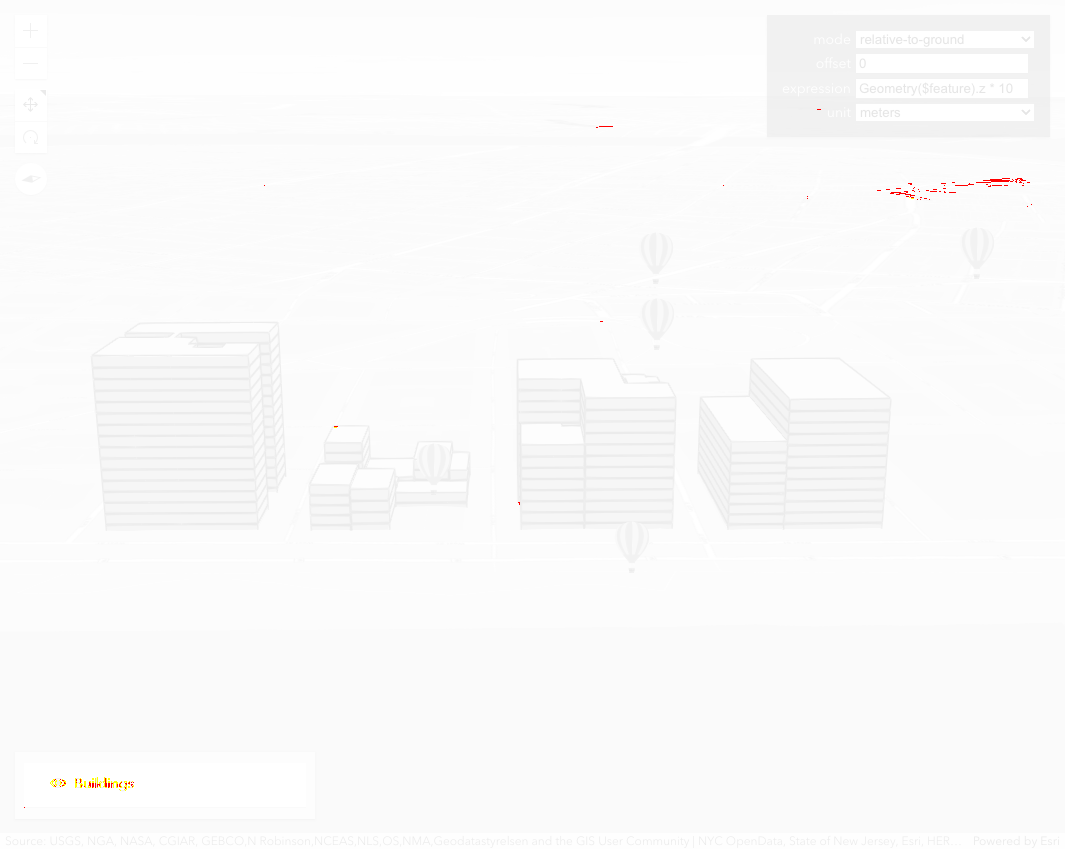 mode relative-to-ground
offset 0
expression Geometry($feature).z * 10
unit meters
Buildings
Source: USGS, NGA, NASA, CGIAR, GEBCO,N Robinson,NCEAS,NLS,OS,NMA,Geodatastyrelsen and the GIS User Community | NYC OpenData, State of New Jersey, Esri, HER... Powered by Esri